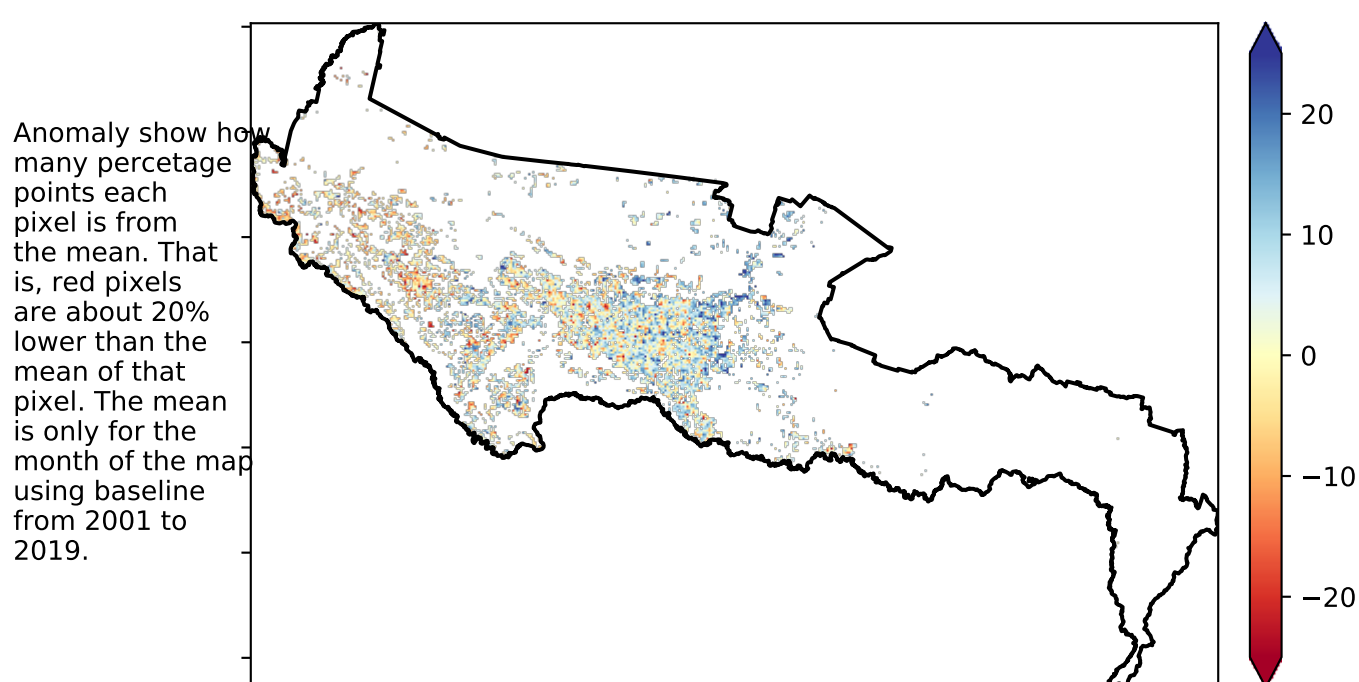 Anomaly show how
many percetage
points each
pixel is from
the mean. That
is, red pixels
are about 20%
lower than the
mean of that
pixel. The mean
is only for the
month of the map
using baseline
from 2001 to
2019.
20
10
0
−10
−20